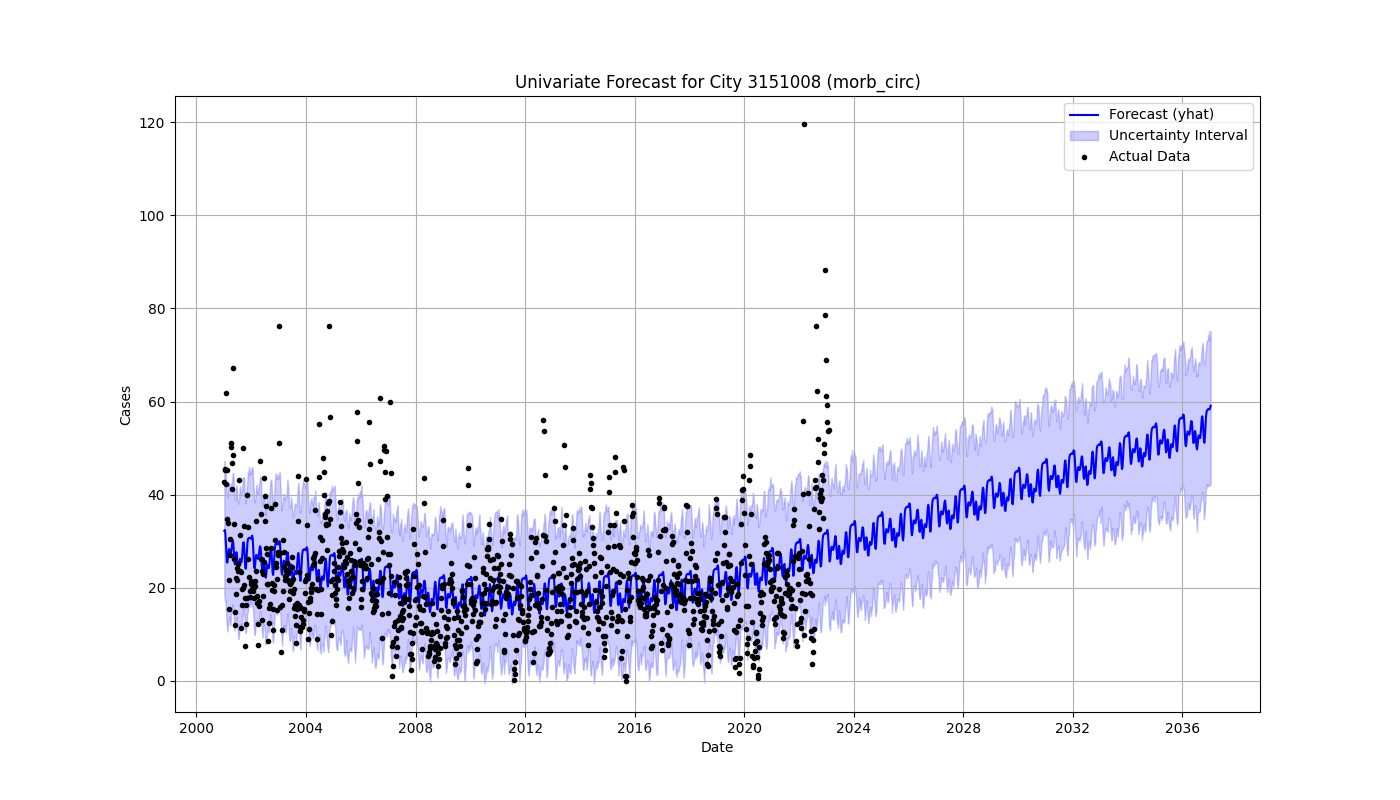 Univariate Forecast for City 3151008 (morb_circ)
Forecast (yhat)
Uncertainty Interval
Actual Data
120
100
80
60
40
20
0
Cases
2000 2004 2008 2012 2016 2020 2024 2028 2032 2036
Date